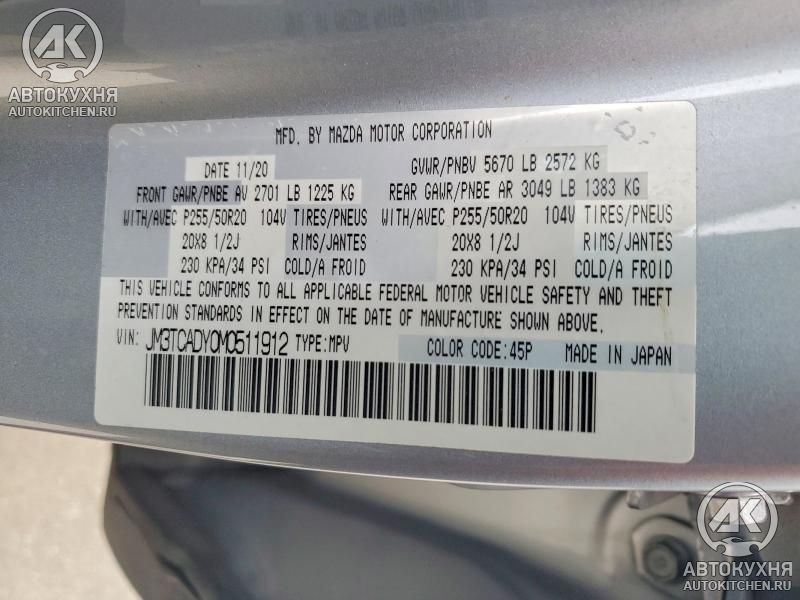 АК
АВТОКУХНЯ
AUTOKITCHEN.RU
MFD. BY MAZDA MOTOR CORPORATION
DATE 11/20 GVWR/PNBV 5670 LB 2572 KG
FRONT GAWR/PNBE AV 2701 LB 1225 KG REAR GAWR/PNBE AR 3049 LB 1383 KG
WITH/AVEC P255/50R20 104V TIRES/PNEUS WITH/AVEC P255/50R20 104V TIRES/PNEUS
20X8 1/2J RIMS/JANTES 20X8 1/2J RIMS/JANTES
230 KPA/34 PSI COLD/A FROID 230 KPA/34 PSI COLD/A FROID
THIS VEHICLE CONFORMS TO ALL APPLICABLE FEDERAL MOTOR VEHICLE SAFETY AND THEFT
PREVENTION STANDARDS IN EFFECT ON THE DATE OF MANUFACTURE SHOWN ABOVE.
VIN: JM3TCADY0M0511912 TYPE:MPV COLOR CODE:45P MADE IN JAPAN
АК
АВТОКУХНЯ
AUTOKITCHEN.RU